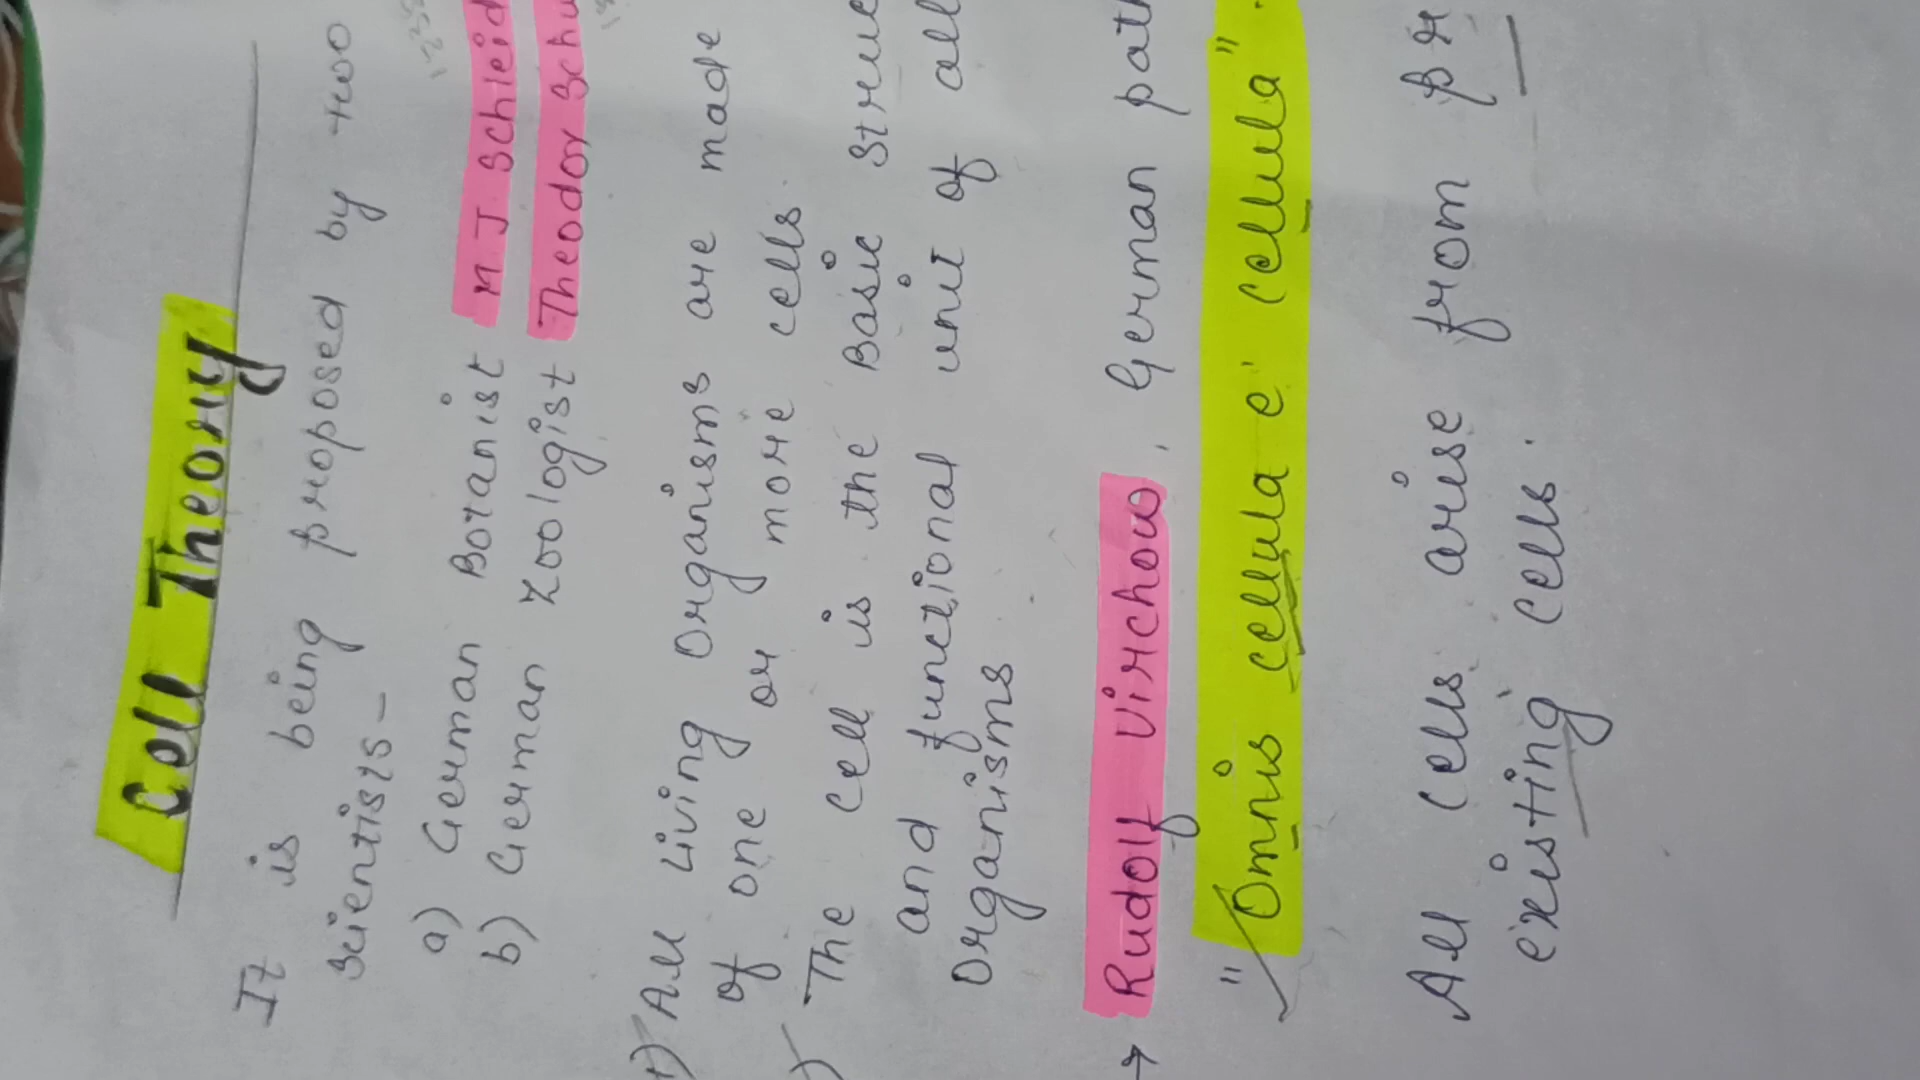 Cell Theory
It is being proposed by two
scientists-
a) German Botanist M. J Schleid
b) German Zoologist Theodor Schw
1) All Living Organisms are made
of one or more cells.
) The cell is the Basic Struc
and functional unit of all
Organisms
→ Rudolf Virchow, German path
"Omnis cellula e' cellula".
All cells arise from pr
existing cells.